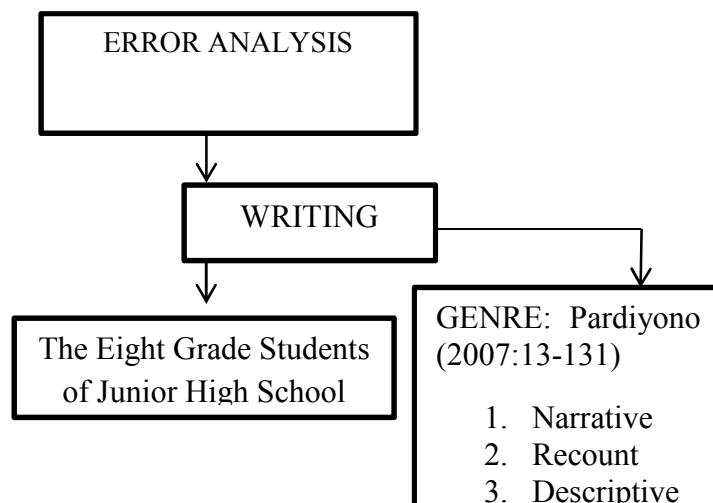 ERROR ANALYSIS
WRITING
The Eight Grade Students
of Junior High School
GENRE: Pardiyono
(2007:13-131)
1. Narrative
2. Recount
3. Descriptive